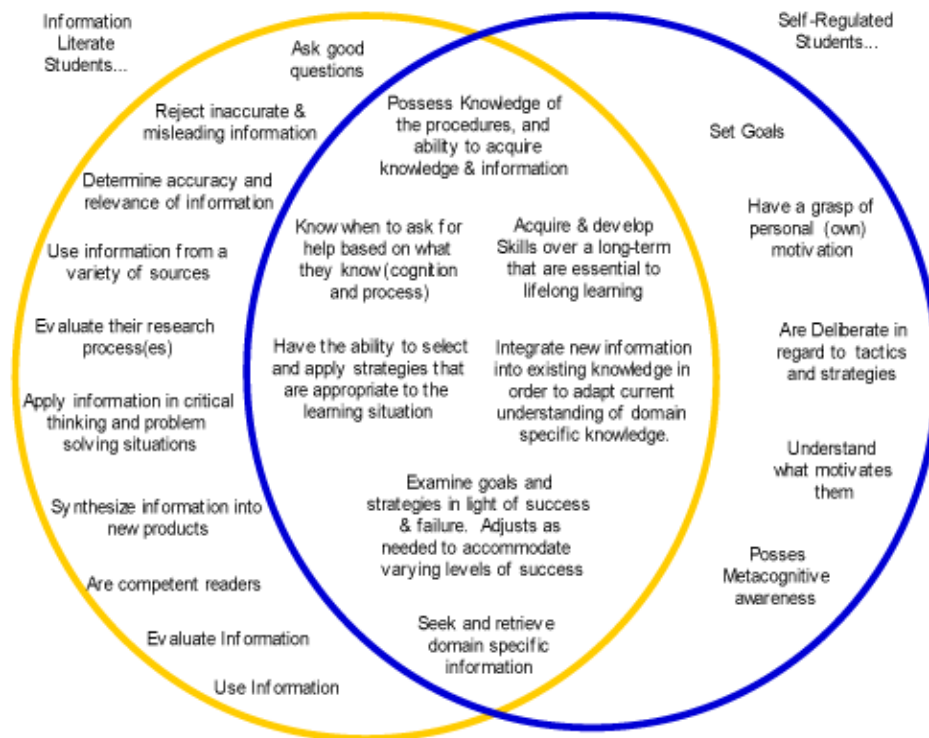 Information
Literate
Students...
Self-Regulated
Students...
Ask good
questions
Reject inaccurate &
misleading information
Determine accuracy and
relevance of information
Use information from a
variety of sources
Evaluate their research
process(es)
Apply information in critical
thinking and problem
solving situations
Synthesize information into
new products
Are competent readers
Evaluate Information
Use Information
Possess Knowledge of
the procedures, and
ability to acquire
knowledge & information
Know when to ask for
help based on what
they know (cognition
and process)
Acquire & develop
Skills over a long-term
that are essential to
lifelong learning
Have the ability to select
and apply strategies that
are appropriate to the
learning situation
Integrate new information
into existing knowledge in
order to adapt current
understanding of domain
specific knowledge.
Examine goals and
strategies in light of success
& failure. Adjusts as
needed to accommodate
varying levels of success
Seek and retrieve
domain specific
information
Set Goals
Have a grasp of
personal (own)
motivation
Are Deliberate in
regard to tactics
and strategies
Understand
what motivates
them
Posses
Metacognitive
awareness